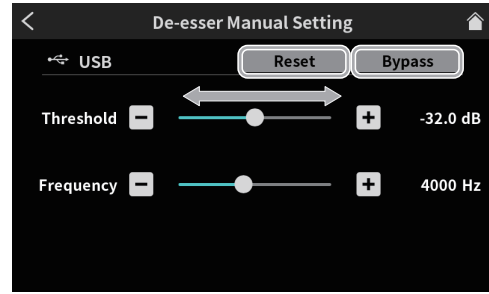 De-esser Manual Setting
USB Reset Bypass
Threshold -32.0 dB
Frequency 4000 Hz